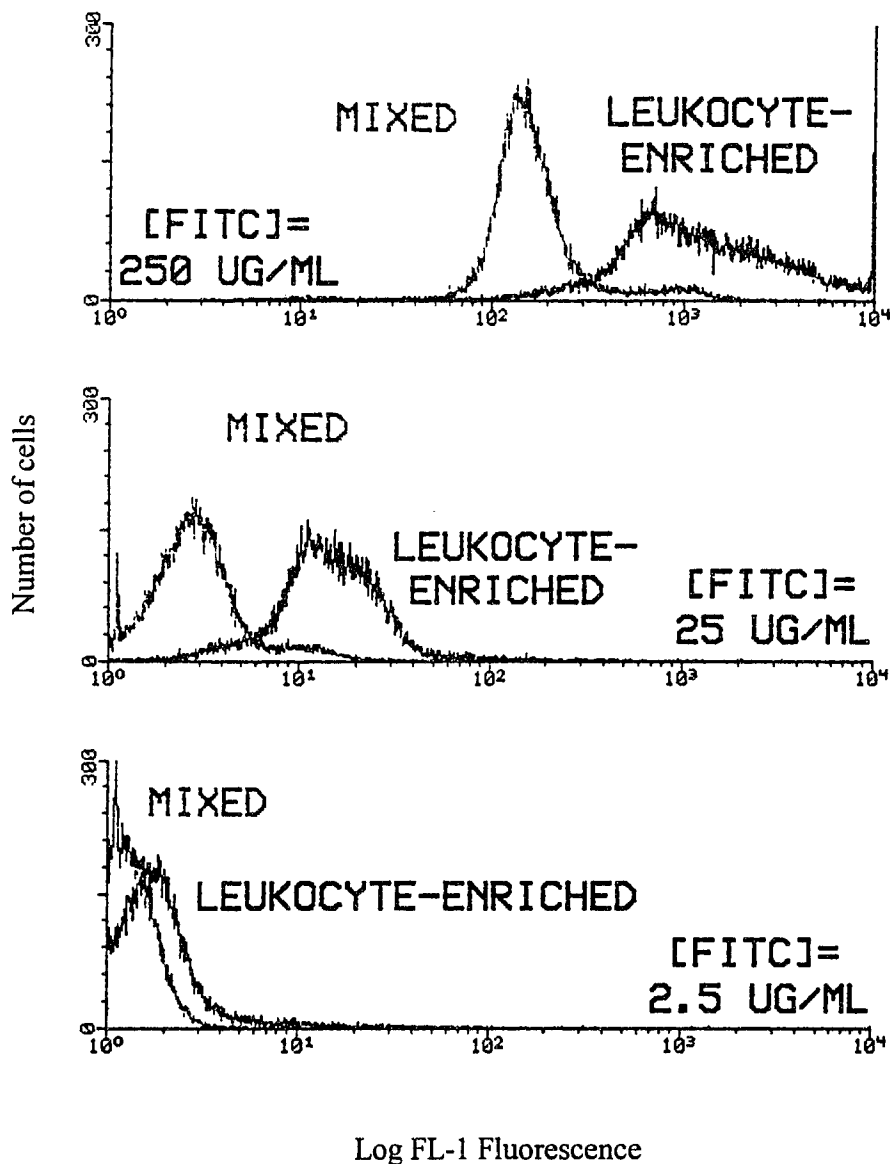 300
MIXED
LEUKOCYTE-
ENRICHED
[FITC]=
250 UG/ML
0
10⁰ 10¹ 10² 10³ 10⁴
Number of cells
300
MIXED
LEUKOCYTE-
ENRICHED
[FITC]=
25 UG/ML
0
10⁰ 10¹ 10² 10³ 10⁴
300
MIXED
LEUKOCYTE-ENRICHED
[FITC]=
2.5 UG/ML
0
10⁰ 10¹ 10² 10³ 10⁴
Log FL-1 Fluorescence